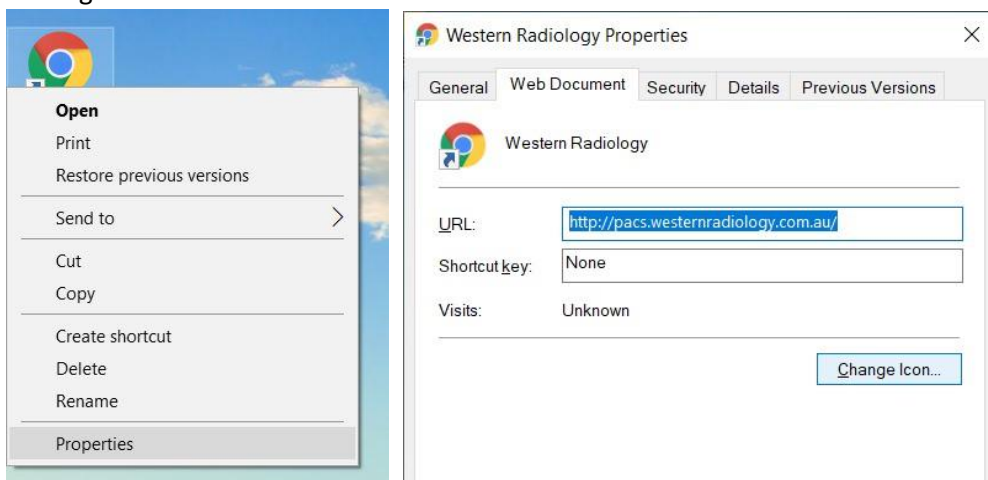 Open
Print
Restore previous versions
Send to
Cut
Copy
Create shortcut
Delete
Rename
Properties
Western Radiology Properties
General Web Document Security Details Previous Versions
Western Radiology
URL: http://pacs.westernradiology.com.au/
Shortcut key: None
Visits: Unknown
Change Icon...